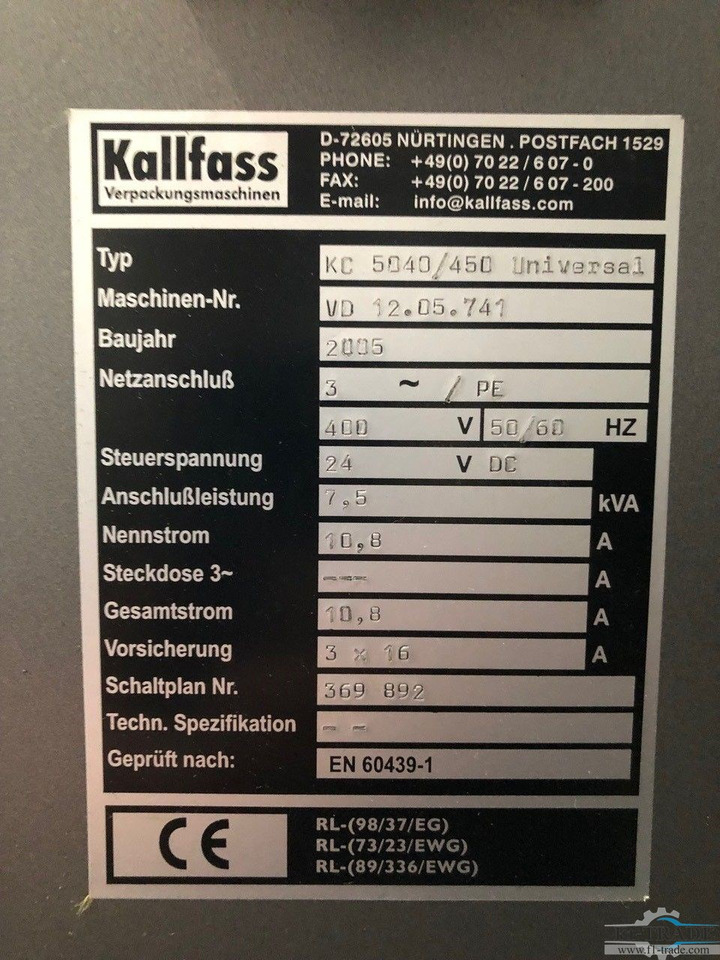 Kallfass
Verpackungsmaschinen
D-72605 NÜRTINGEN . POSTFACH 1529
PHONE: +49(0) 70 22 / 6 07 - 0
FAX: +49(0) 70 22 / 6 07 - 200
E-mail: info@kallfass.com
Typ KC 5040/450 Universal
Maschinen-Nr. VD 12.05.741
Baujahr 2005
Netzanschluß 3 ~ / PE
400 V 50/60 HZ
Steuerspannung 24 V DC
Anschlußleistung 7,5 kVA
Nennstrom 10,8 A
Steckdose 3~ --- A
Gesamtstrom 10,8 A
Vorsicherung 3 x 16 A
Schaltplan Nr. 369 892
Techn. Spezifikation - -
Geprüft nach: EN 60439-1
CE
RL-(98/37/EG)
RL-(73/23/EWG)
RL-(89/336/EWG)
www.f1-trade.com